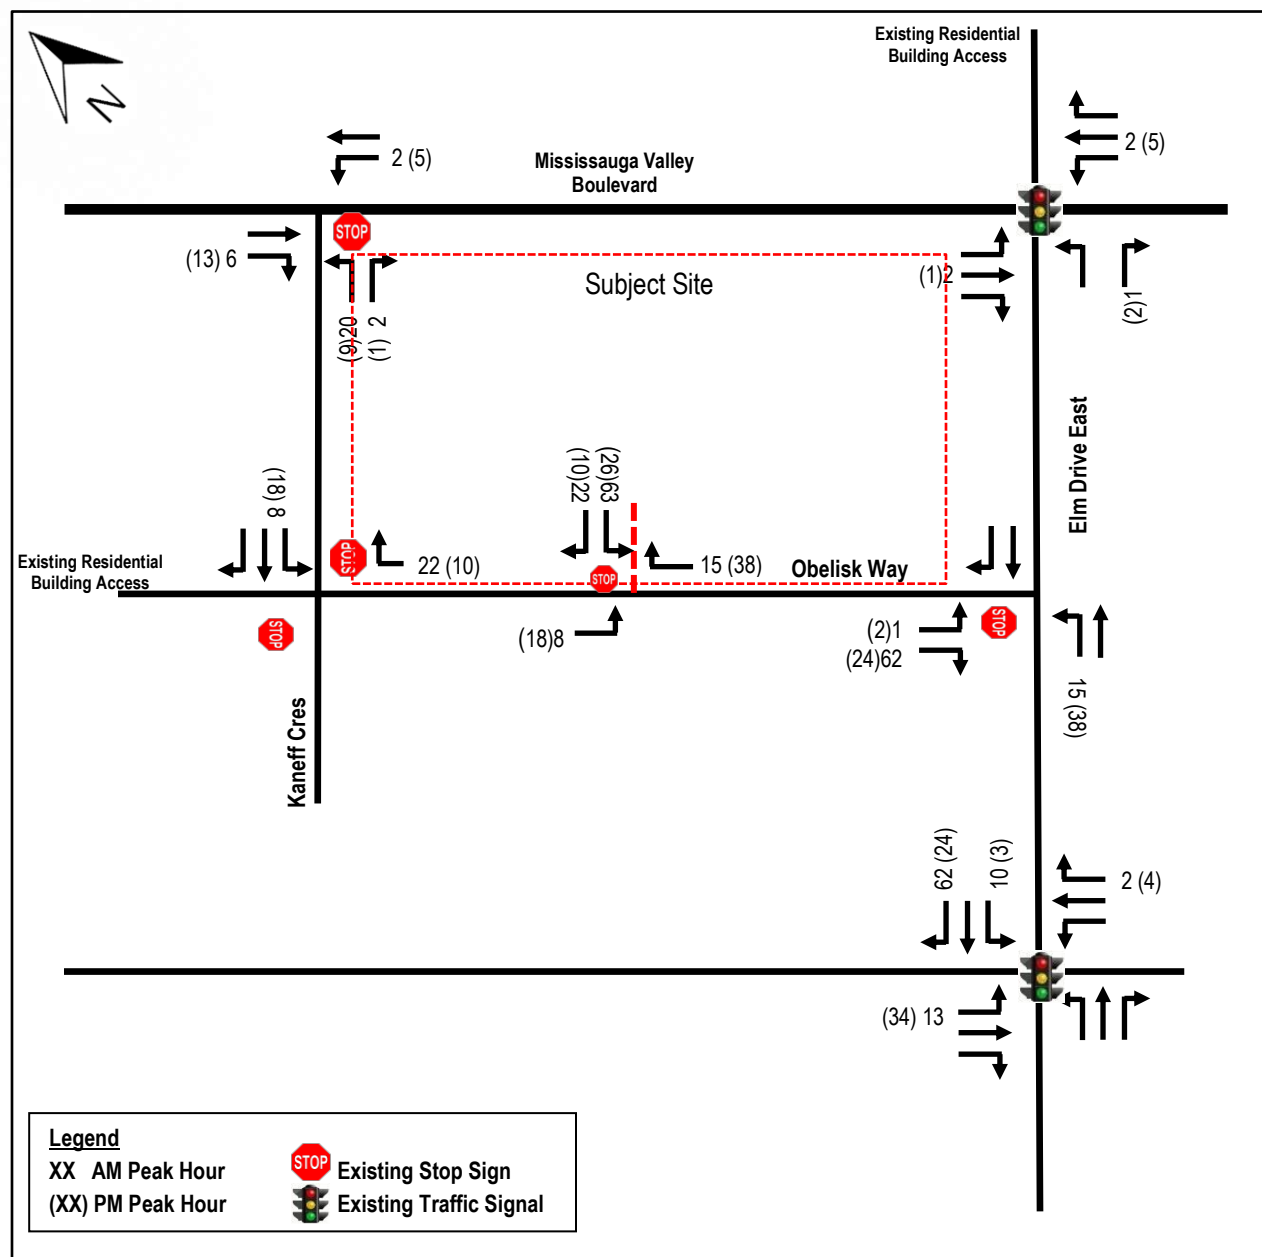 Existing Residential
Building Access
N
2 (5)
Mississauga Valley
Boulevard
2 (5)
STOP
(13) 6
Subject Site
(1)2
(2)1
(9)20
(1) 2
Elm Drive East
(18) 8
(10)22
(26)63
Existing Residential
Building Access
STOP
22 (10)
STOP
15 (38)
Obelisk Way
STOP
(18)8
(2)1
(24)62
STOP
15 (38)
Kaneff Cres
62 (24)
10 (3)
2 (4)
(34) 13
Legend
XX AM Peak Hour
STOP Existing Stop Sign
(XX) PM Peak Hour
Existing Traffic Signal